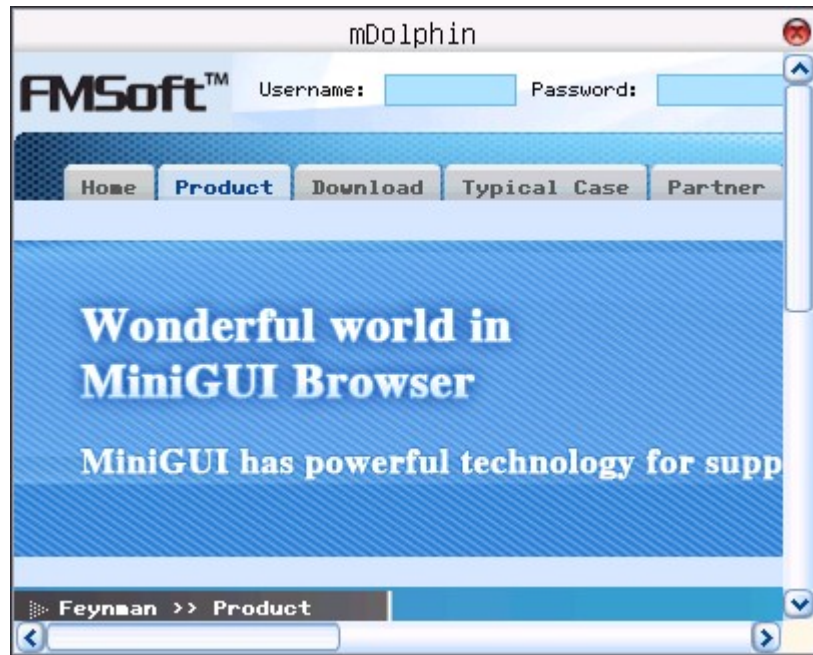 mDolphin
FMSoft™ Username: Password:
Home Product Download Typical Case Partner
Wonderful world in
MiniGUI Browser
MiniGUI has powerful technology for supp
Feynman >> Product